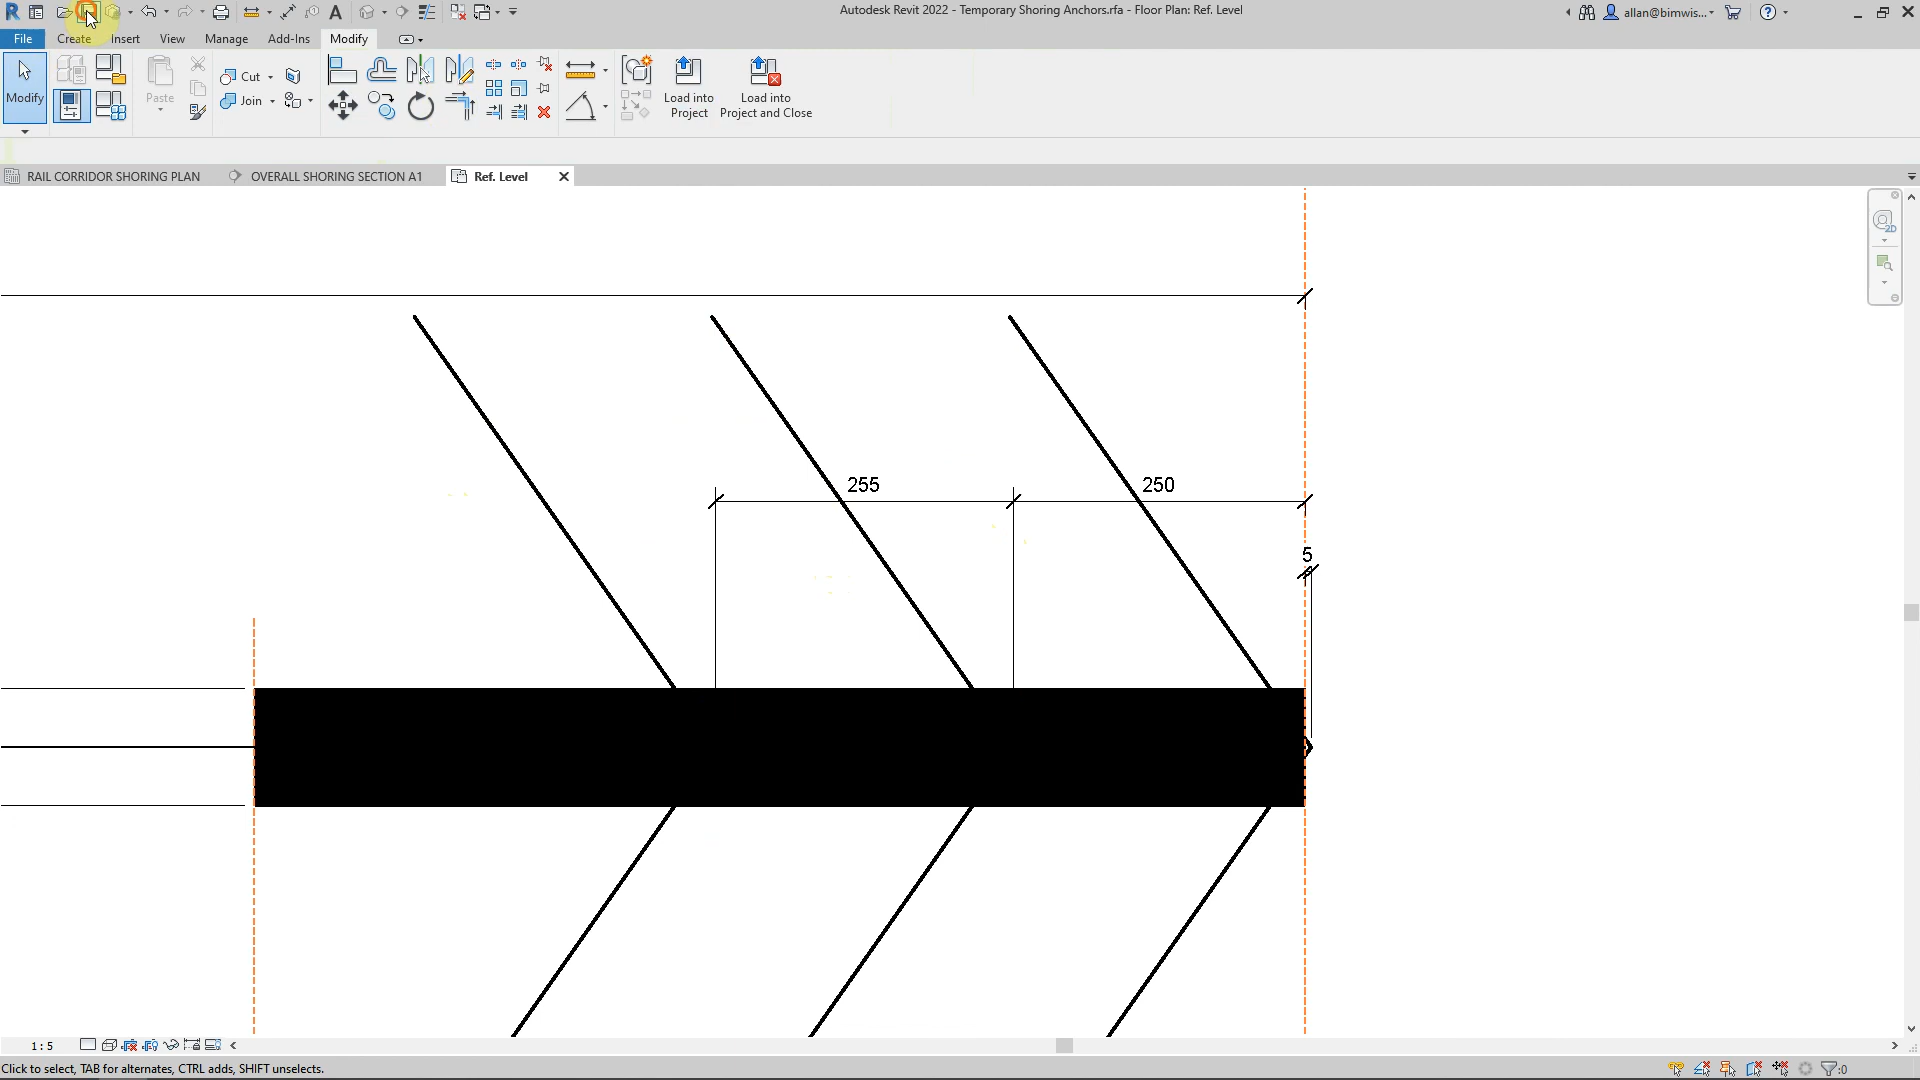 Autodesk Revit 2022 - Temporary Shoring Anchors.rfa - Floor Plan: Ref. Level
allan@bimwis...
File
Create
Insert
View
Manage
Add-Ins
Modify
Modify
Paste
Cut
Join
Load into
Project
Load into
Project and Close
RAIL CORRIDOR SHORING PLAN
OVERALL SHORING SECTION A1
Ref. Level
2D
255
250
5
1 : 5
Click to select, TAB for alternates, CTRL adds, SHIFT unselects.
:0